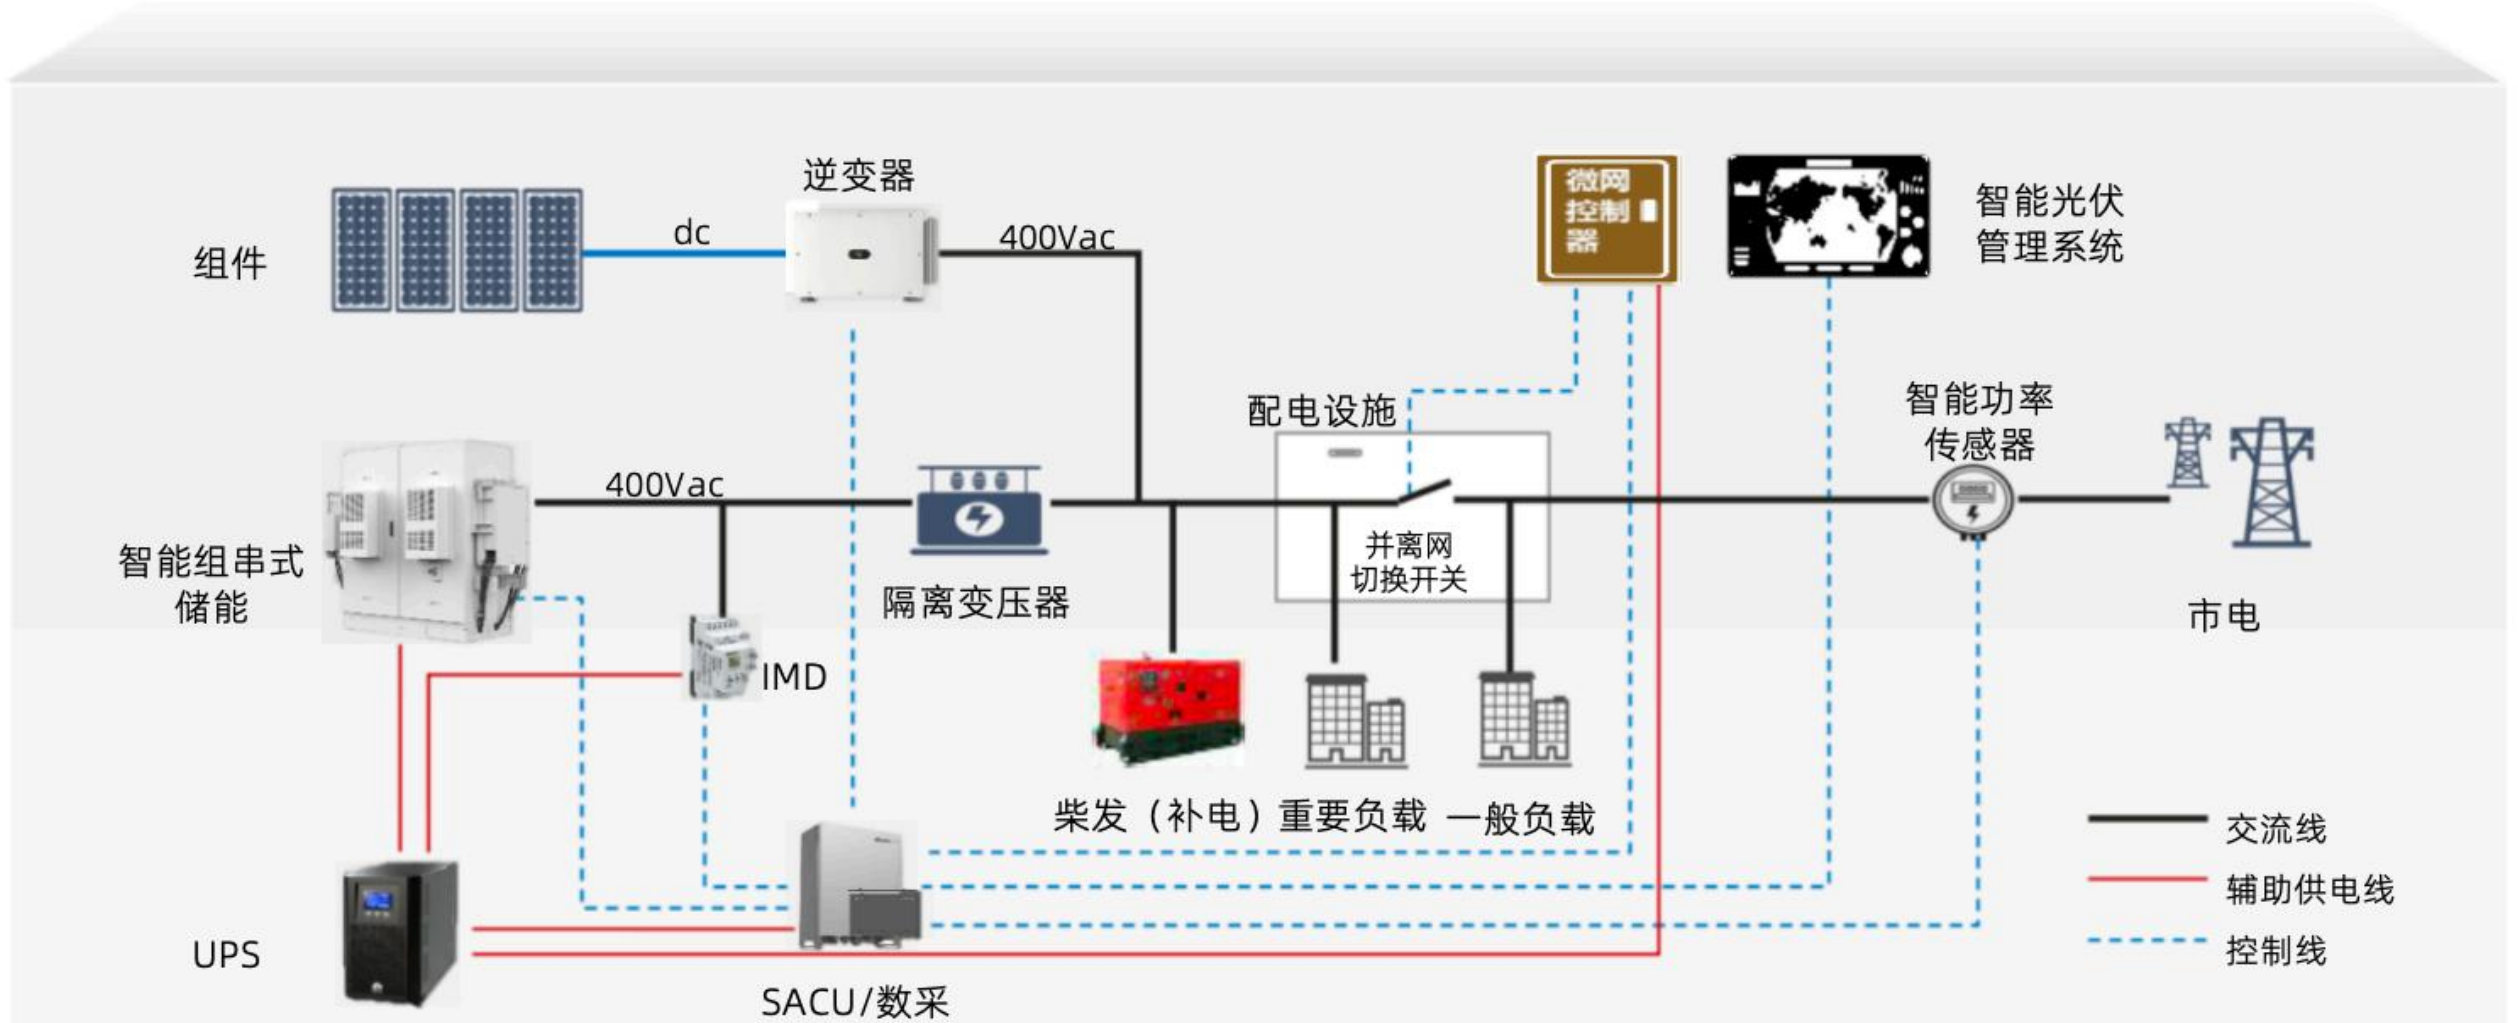 逆变器
微网
控制
器
智能光伏
管理系统
组件
dc
400Vac
配电设施
智能功率
传感器
400Vac
并离网
切换开关
智能组串式
储能
隔离变压器
市电
IMD
柴发（补电）
重要负载
一般负载
交流线
辅助供电线
UPS
控制线
SACU/数采